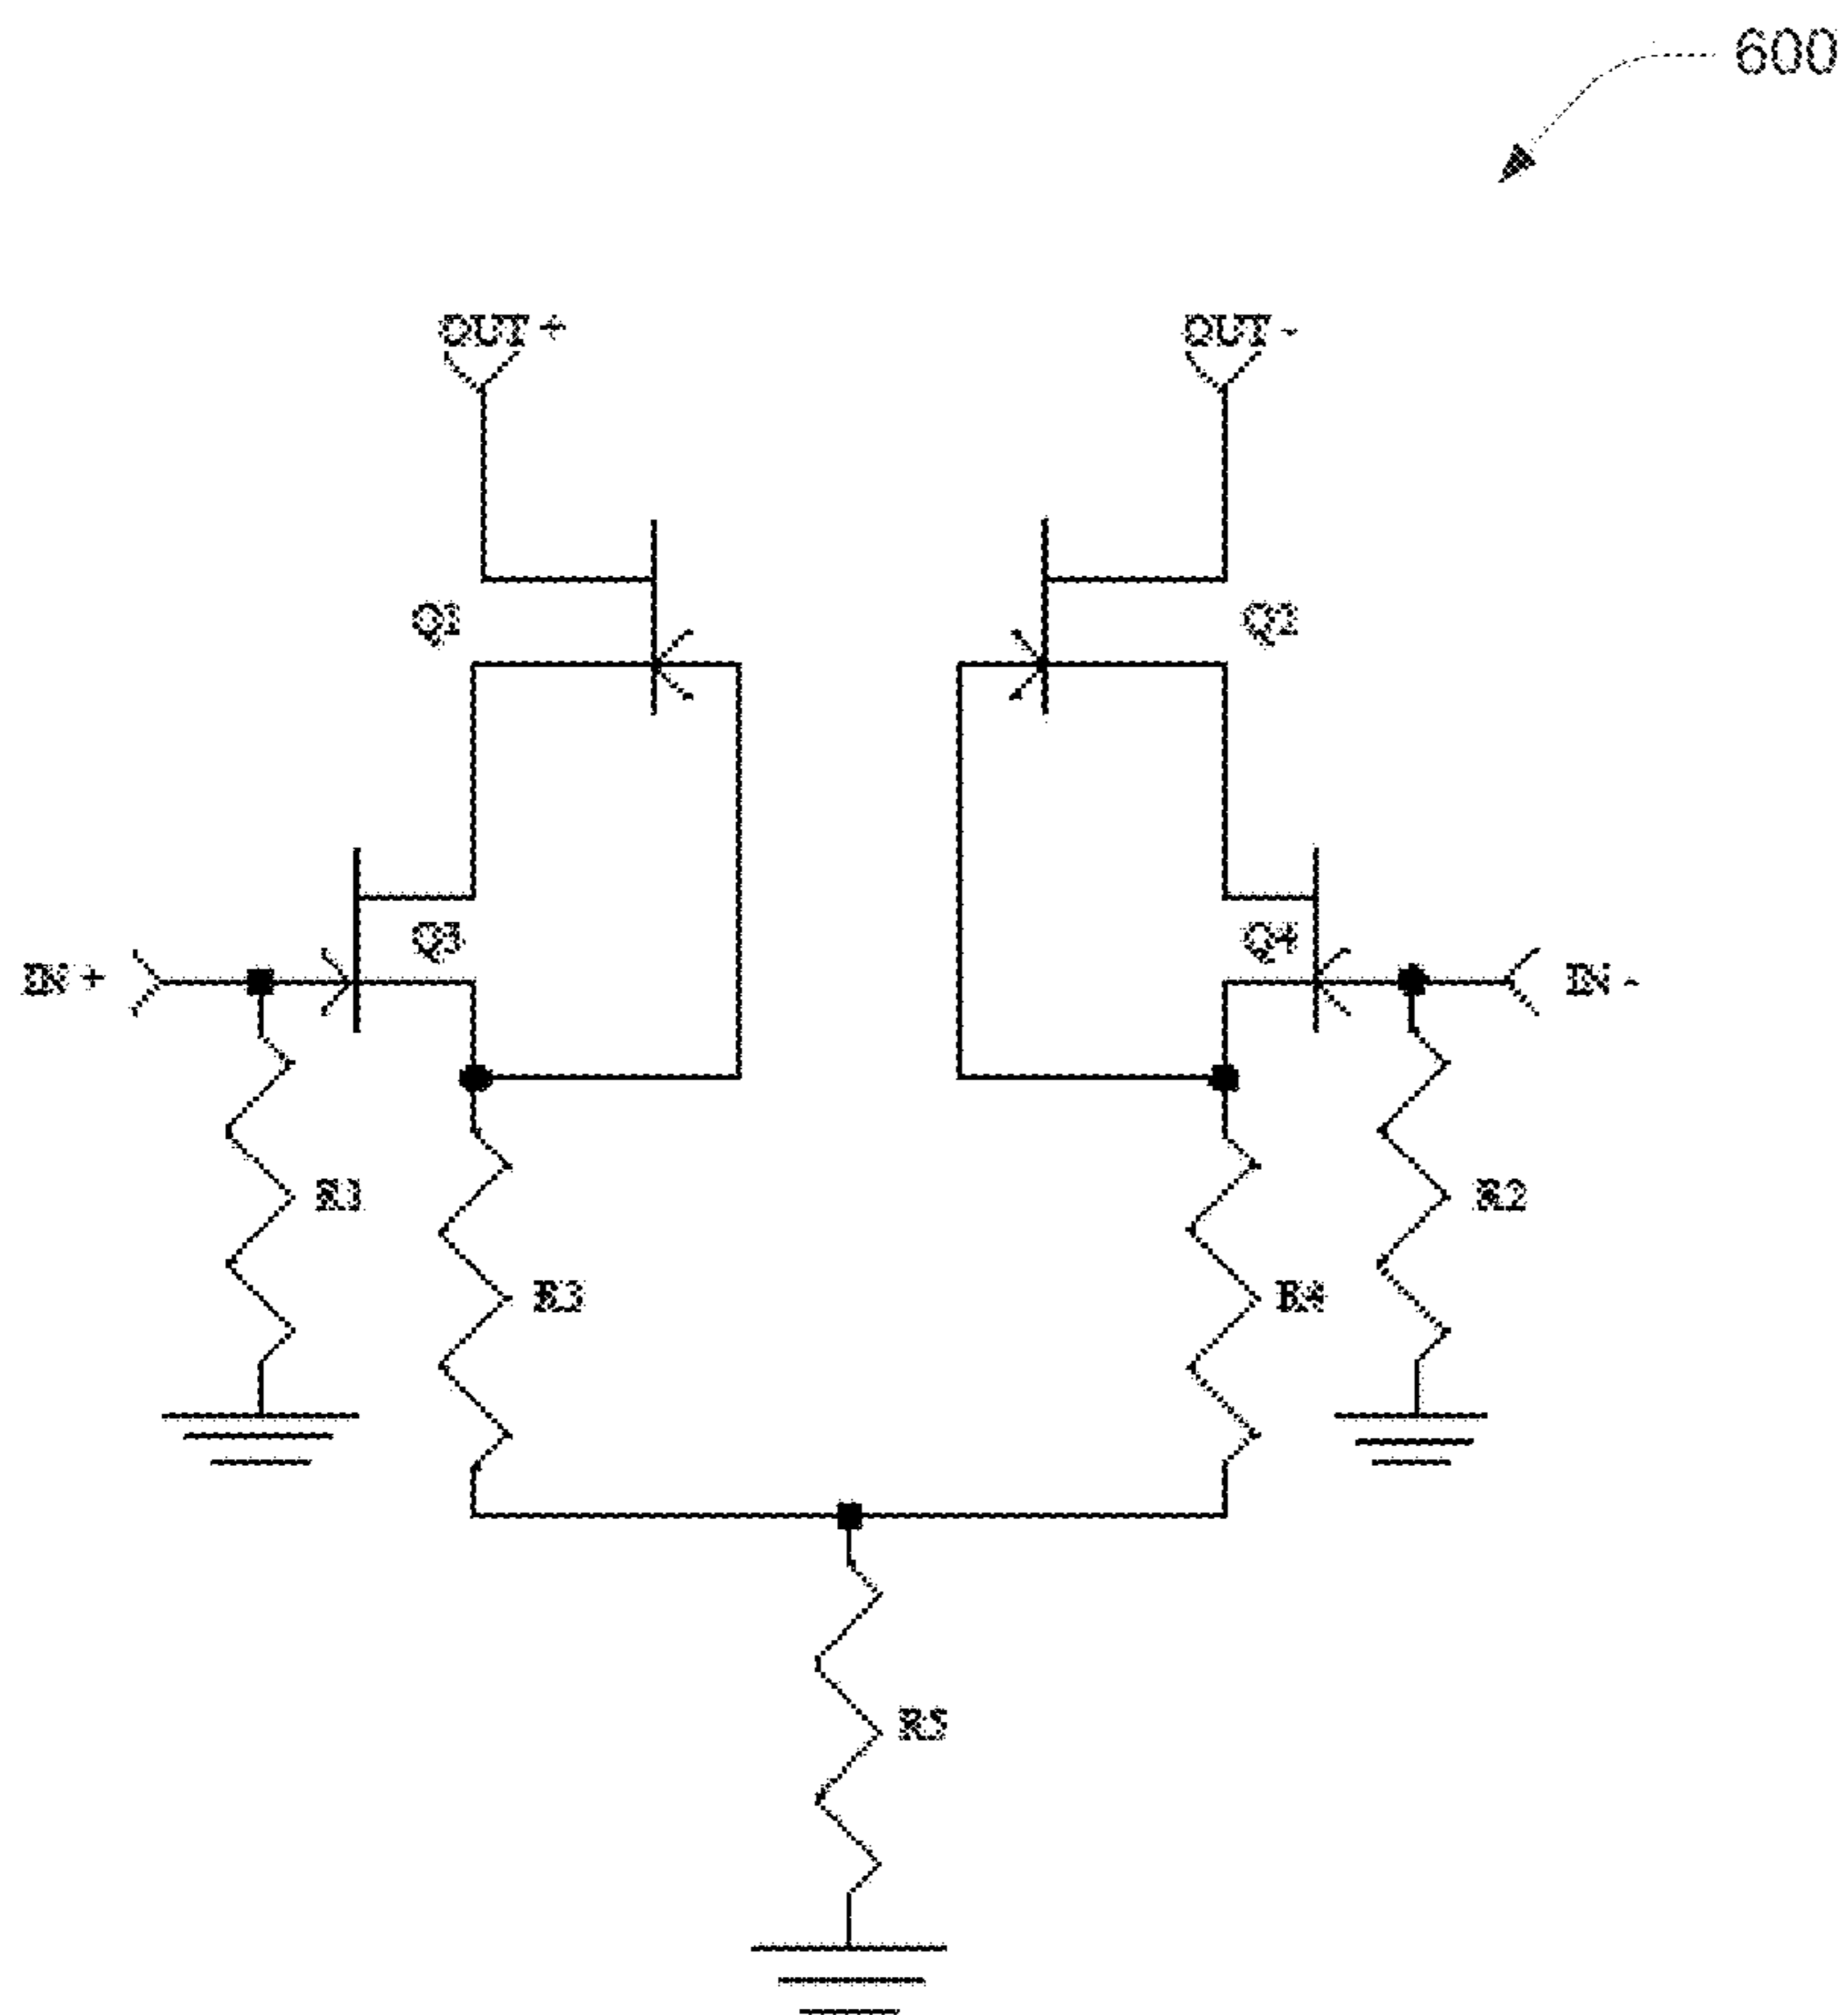 600
OUT+ OUT-
Q1 Q2
Q3 Q4
IN+ IN-
R1 R2
R3 R4
R5